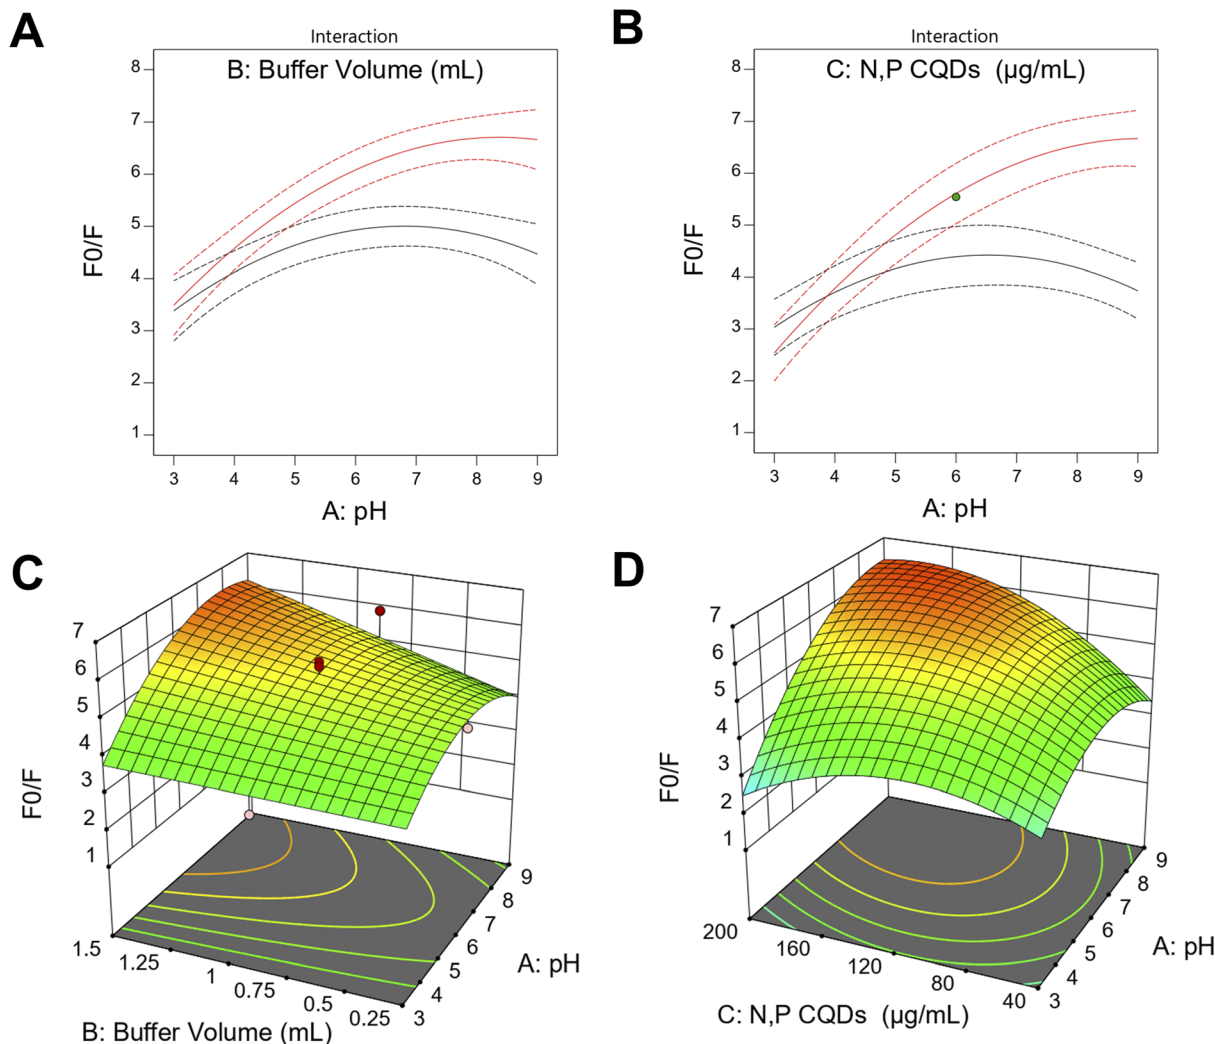 A
Interaction
B: Buffer Volume (mL)
8
7
6
5
4
3
2
1
F0/F
3 4 5 6 7 8 9
A: pH
B
Interaction
C: N,P CQDs (µg/mL)
8
7
6
5
4
3
2
1
F0/F
3 4 5 6 7 8 9
A: pH
C
7
6
5
4
3
2
1
F0/F
1.5 1.25 1 0.75 0.5 0.25
B: Buffer Volume (mL)
3 4 5 6 7 8 9
A: pH
D
7
6
5
4
3
2
1
F0/F
200 160 120 80 40
C: N,P CQDs (µg/mL)
3 4 5 6 7 8 9
A: pH